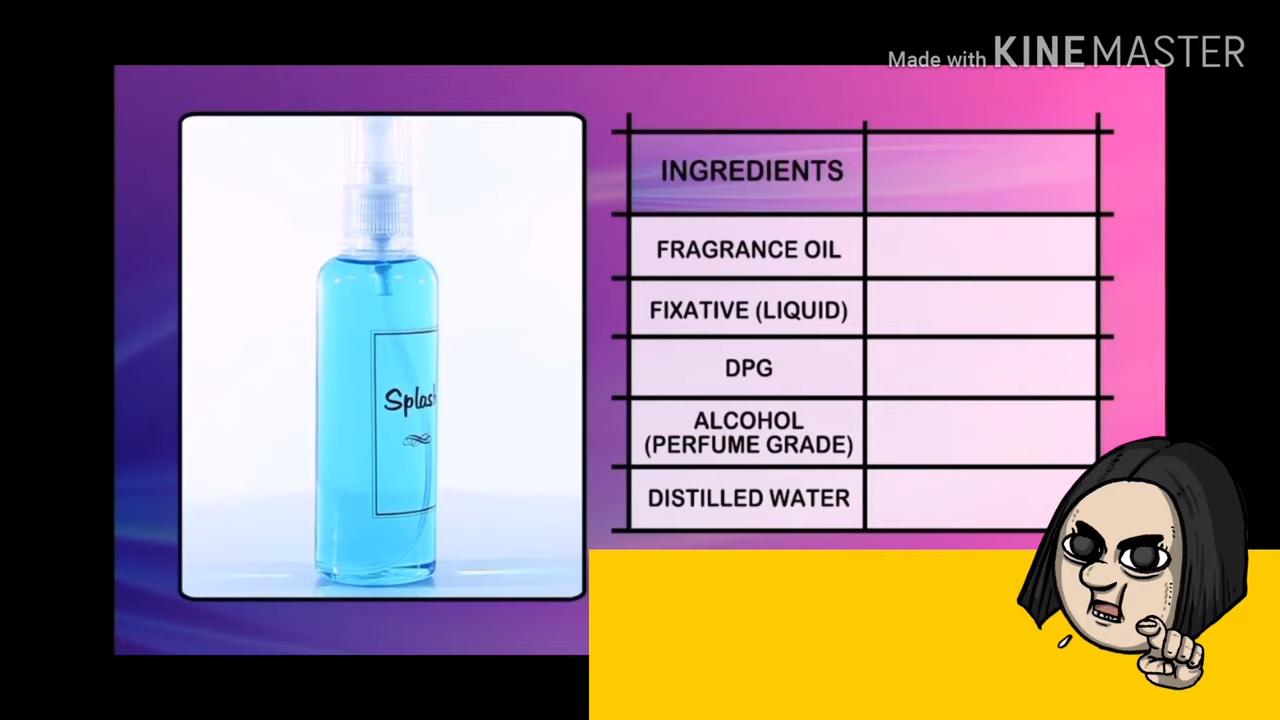 Made with KINEMASTER
INGREDIENTS
FRAGRANCE OIL
FIXATIVE (LIQUID)
DPG
ALCOHOL
(PERFUME GRADE)
DISTILLED WATER
Splash